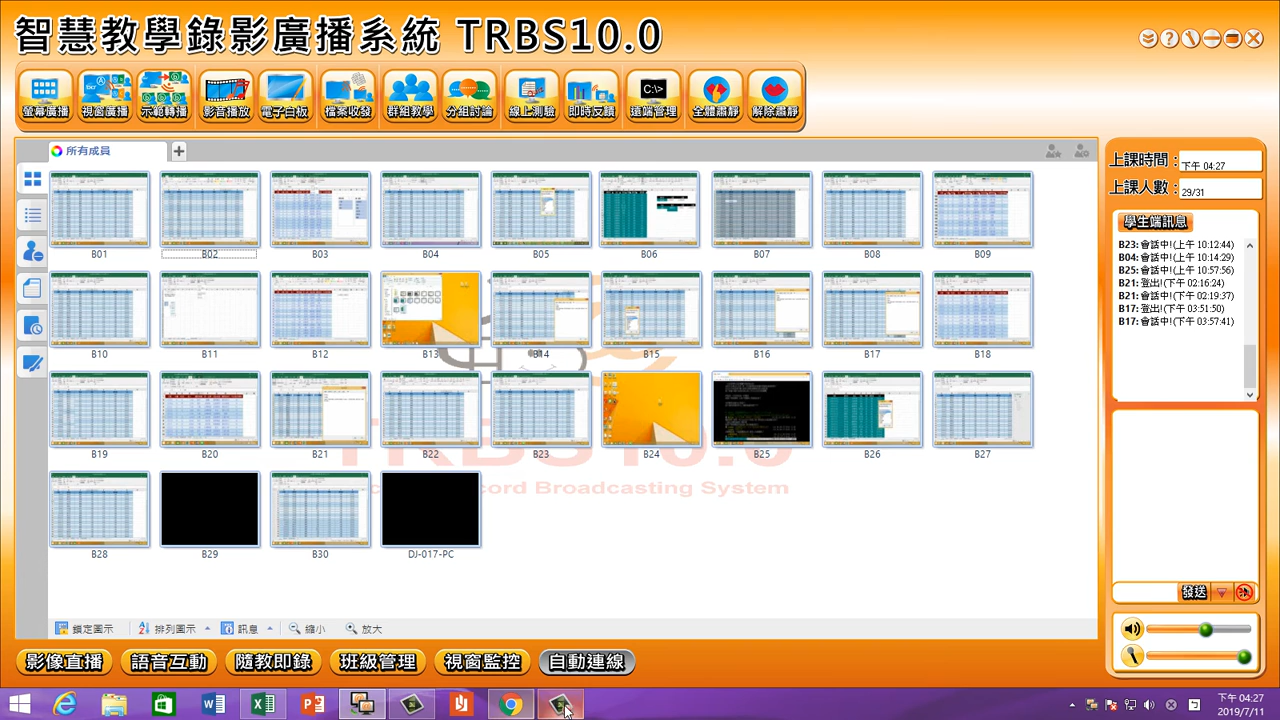 智慧教學錄影廣播系統 TRBS10.0
螢幕廣播 視窗廣播 示範轉播 影音播放 電子白板 檔案收發 群組教學 分組討論 線上測驗 即時反饋 遠端管理 全體肅靜 解除肅靜
所有成員
上課時間: 下午 04:27
上課人數: 29/31
學生端訊息
B23: 會話中!(上午 10:12:44)
B24: 會話中!(上午 10:14:29)
B25: 會話中!(上午 10:57:56)
B21: 登出!(下午 02:16:24)
B21: 會話中!(下午 02:19:37)
B17: 登出!(下午 03:51:50)
B17: 會話中!(下午 03:57:41)
B01 B02 B03 B04 B05 B06 B07 B08 B09
B10 B11 B12 B13 B14 B15 B16 B17 B18
B19 B20 B21 B22 B23 B24 B25 B26 B27
B28 B29 B30 DJ-017-PC
ord Broadcasting System
發送
鎖定圖示 排列圖示 訊息 縮小 放大
影像直播 語音互動 隨教即錄 班級管理 視窗監控 自動連線
下午 04:27
2019/7/11